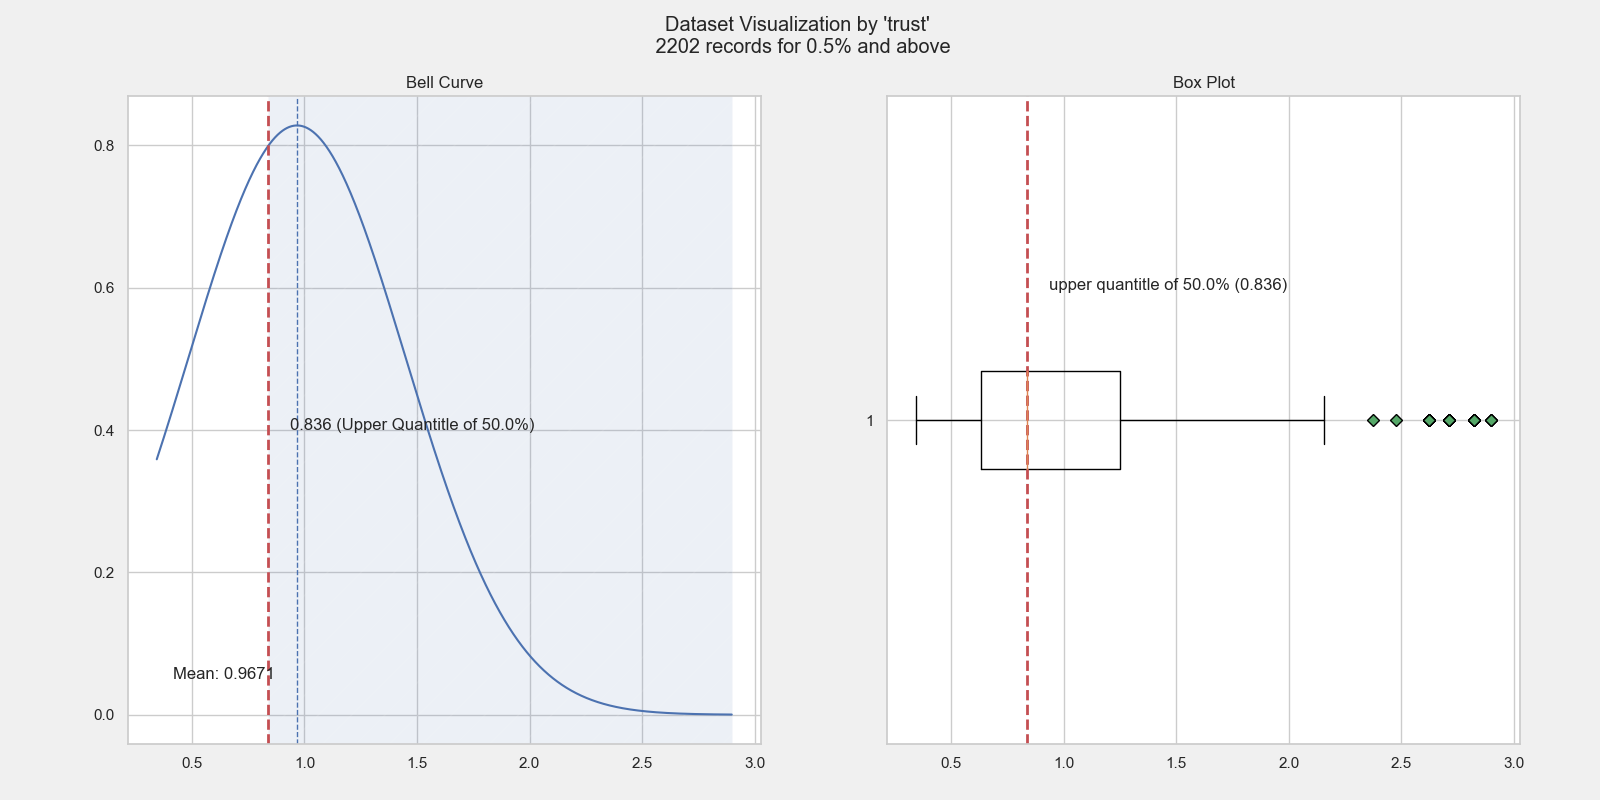 Dataset Visualization by 'trust'
2202 records for 0.5% and above
Bell Curve
0.8
0.6
0.4
0.2
0.0
0.836 (Upper Quantitle of 50.0%)
Mean: 0.9671
0.5 1.0 1.5 2.0 2.5 3.0
Box Plot
upper quantitle of 50.0% (0.836)
1
0.5 1.0 1.5 2.0 2.5 3.0